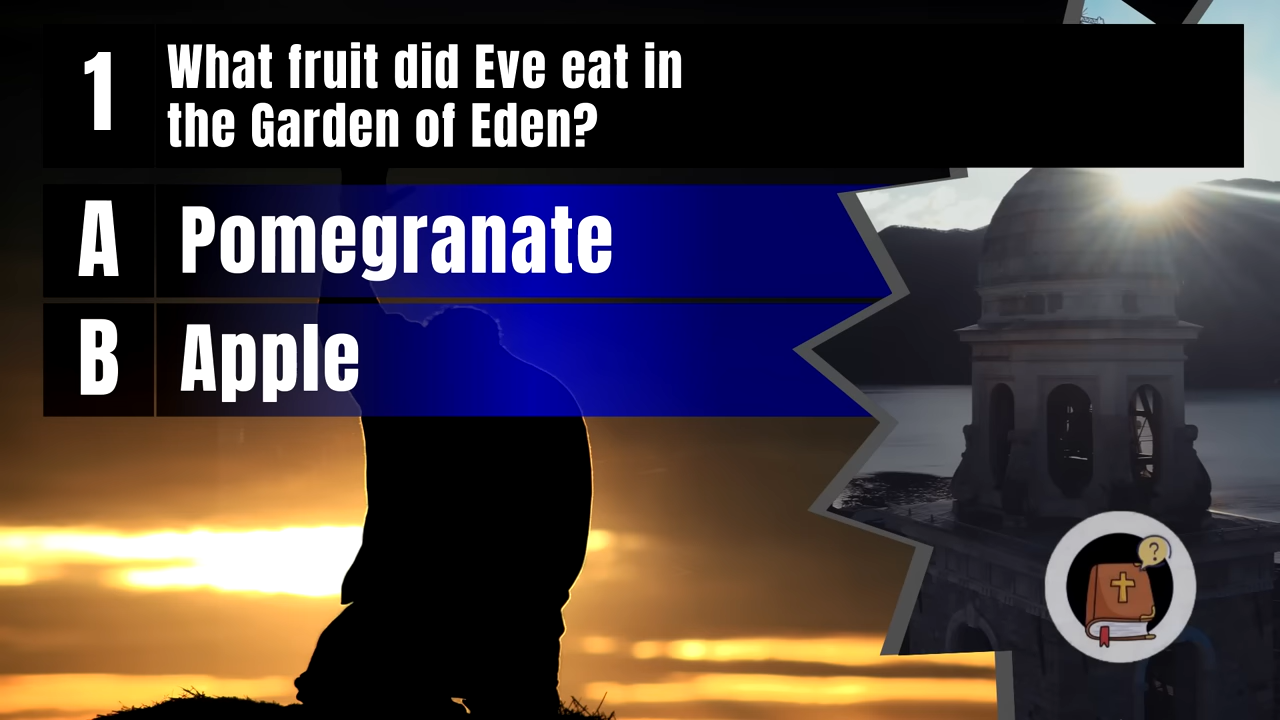 1
What fruit did Eve eat in
the Garden of Eden?
A
Pomegranate
B
Apple
?